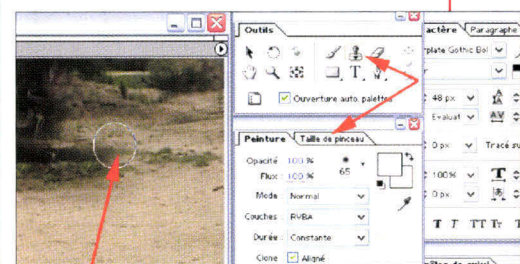 Outils
Ouverture auto. palettes
Peinture
Taille de pinceau
Opacité : 100 %
Flux : 100 %
65
Mode : Normal
Couches : RVBA
Durée : Constante
Clone : Aligné
actère
Paragraphe
plate Gothic Bol
48 px
Evaluat
0 px
Tracé su
100%
0 px
T T TT Tr